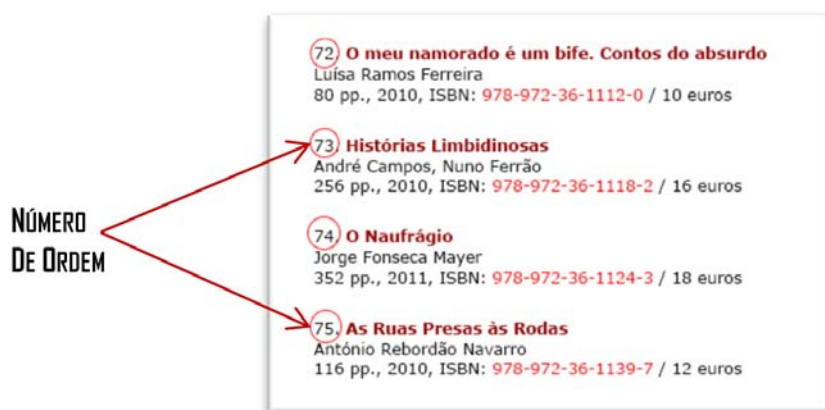 72. O meu namorado é um bife. Contos do absurdo
Luísa Ramos Ferreira
80 pp., 2010, ISBN: 978-972-36-1112-0 / 10 euros
73. Histórias Limbidinosas
André Campos, Nuno Ferrão
256 pp., 2010, ISBN: 978-972-36-1118-2 / 16 euros
NÚMERO
DE ORDEM
74. O Naufrágio
Jorge Fonseca Mayer
352 pp., 2011, ISBN: 978-972-36-1124-3 / 18 euros
75. As Ruas Presas às Rodas
António Rebordão Navarro
116 pp., 2010, ISBN: 978-972-36-1139-7 / 12 euros